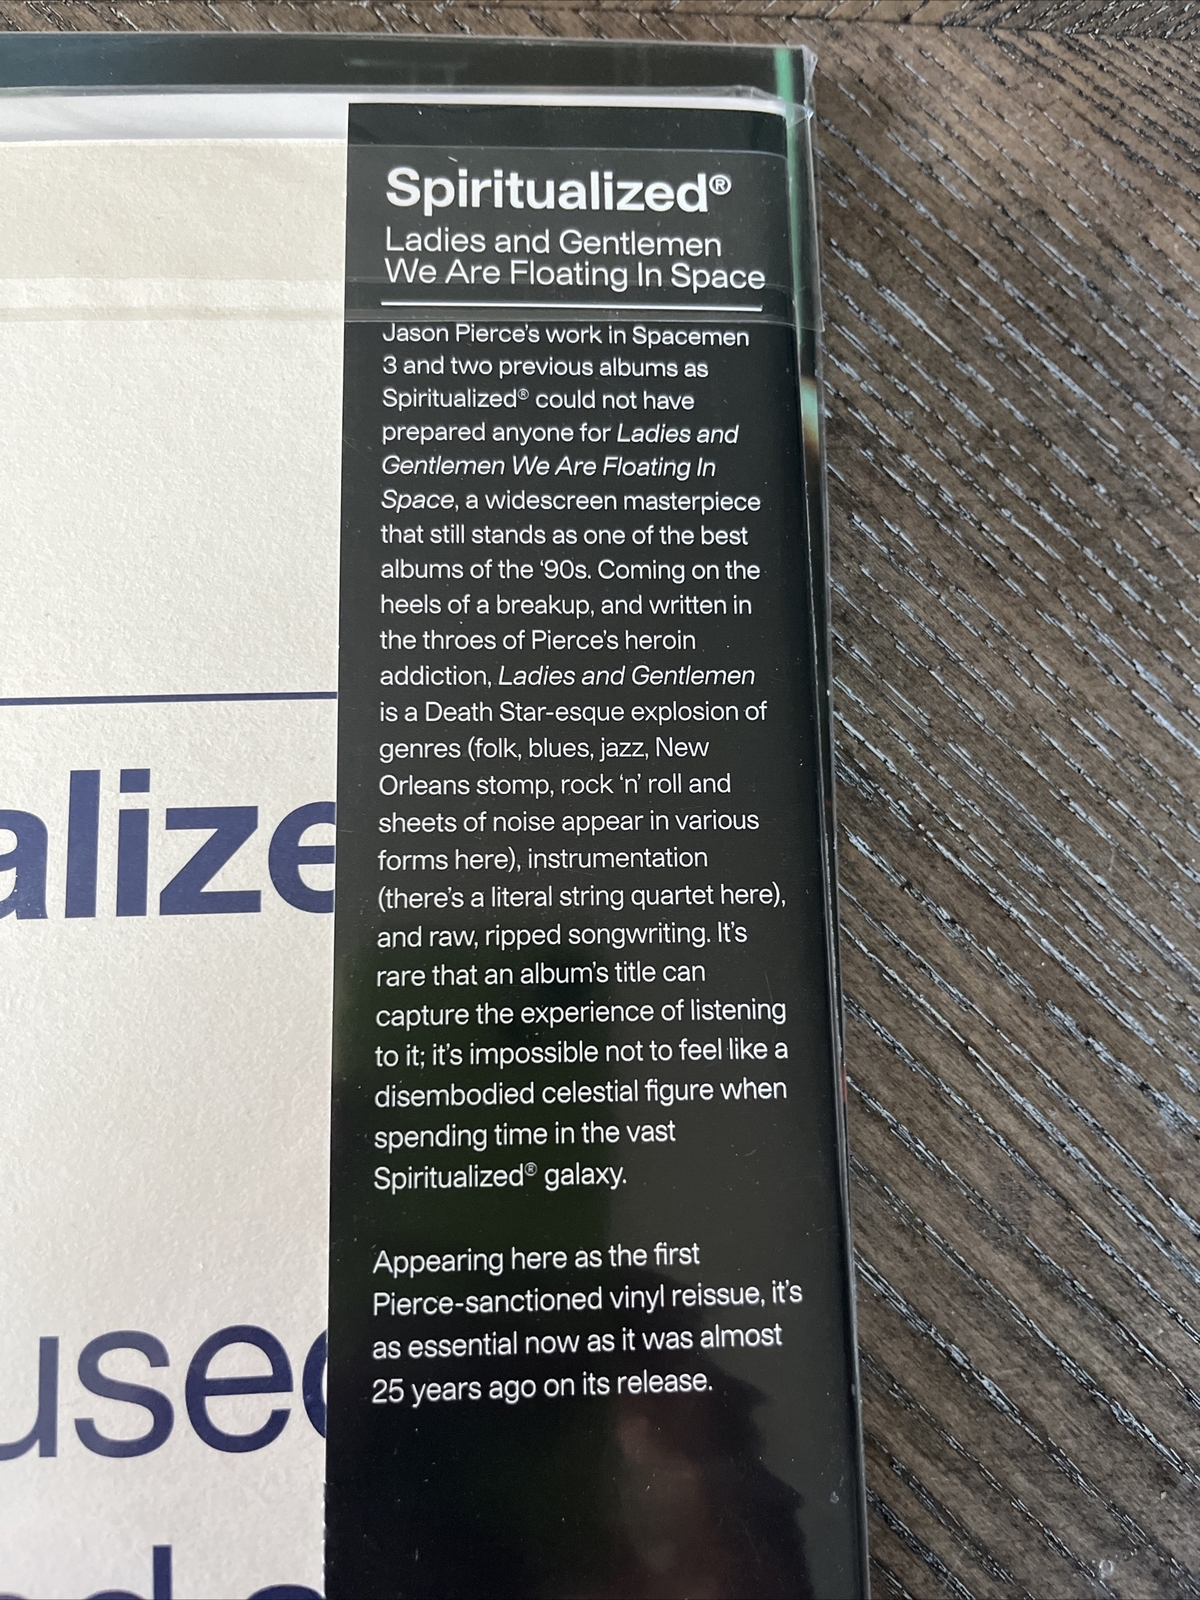 Spiritualized®
Ladies and Gentlemen
We Are Floating In Space
Jason Pierce's work in Spacemen
3 and two previous albums as
Spiritualized® could not have
prepared anyone for Ladies and
Gentlemen We Are Floating In
Space, a widescreen masterpiece
that still stands as one of the best
albums of the ‘90s. Coming on the
heels of a breakup, and written in
the throes of Pierce's heroin
addiction, Ladies and Gentlemen
is a Death Star-esque explosion of
genres (folk, blues, jazz, New
Orleans stomp, rock ‘n’ roll and
sheets of noise appear in various
forms here), instrumentation
(there's a literal string quartet here),
and raw, ripped songwriting. It's
rare that an album's title can
capture the experience of listening
to it; it's impossible not to feel like a
disembodied celestial figure when
spending time in the vast
Spiritualized® galaxy.
Appearing here as the first
Pierce-sanctioned vinyl reissue, it's
as essential now as it was almost
25 years ago on its release.
alize
use